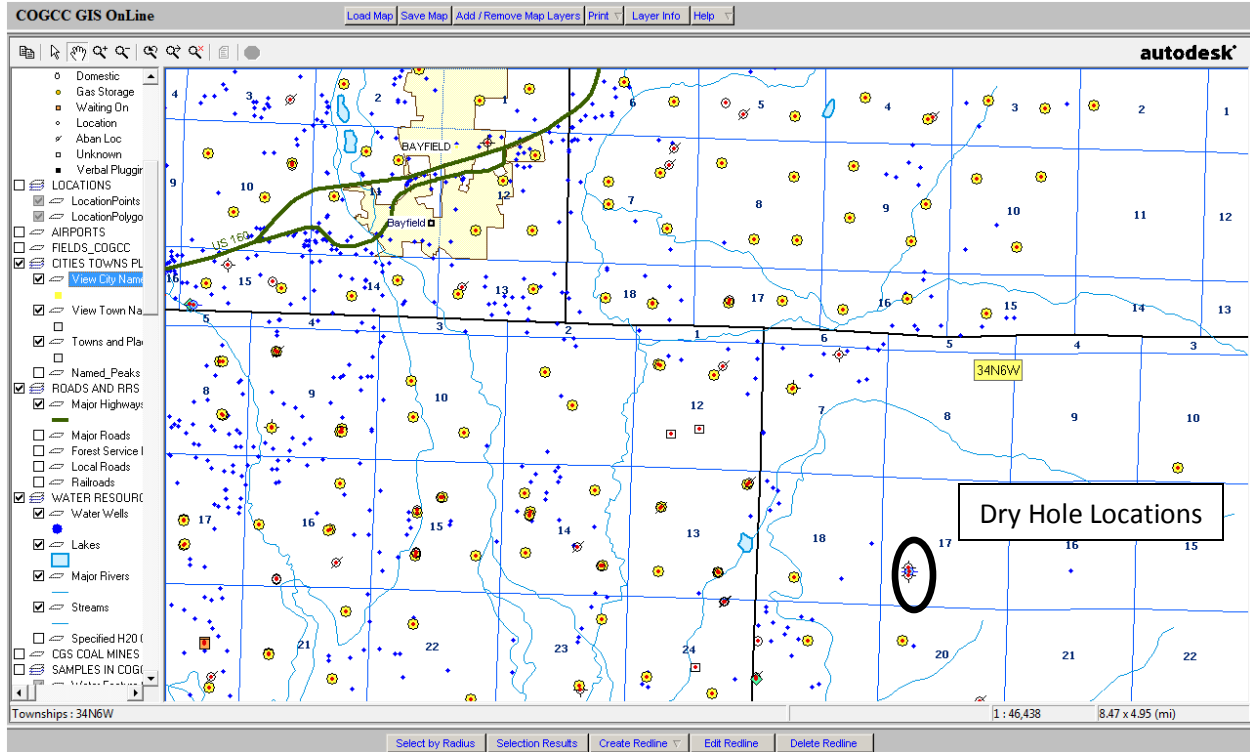 COGCC GIS OnLine
Load Map Save Map Add / Remove Map Layers Print Layer Info Help
autodesk
Domestic
Gas Storage
Waiting On
Location
Aban Loc
Unknown
Verbal Pluggir
LOCATIONS
LocationPoints
LocationPolygo
AIRPORTS
FIELDS_COGCC
CITIES TOWNS PL
View City Name
View Town Na
Towns and Pla
Named_Peaks
ROADS AND RRS
Major Highways
Major Roads
Forest Service
Local Roads
Railroads
WATER RESOURC
Water Wells
Lakes
Major Rivers
Streams
Specified H20
CGS COAL MINES
SAMPLES IN COG
4 3 2 1 6 5 4 3 2 1
BAYFIELD
9 10 11 12 7 8 9 10 11 12
Bayfield
US 160
16 15 14 13 18 17 16 15 14 13
5 4 3 2 1 6 5 4 3
34N6W
8 9 10 12 7 8 9 10
Dry Hole Locations
17 16 15 14 13 18 17 16 15
21 22 23 24 20 21 22
Townships : 34N6W
1 : 46,438
8.47 x 4.95 (mi)
Select by Radius Selection Results Create Redline Edit Redline Delete Redline